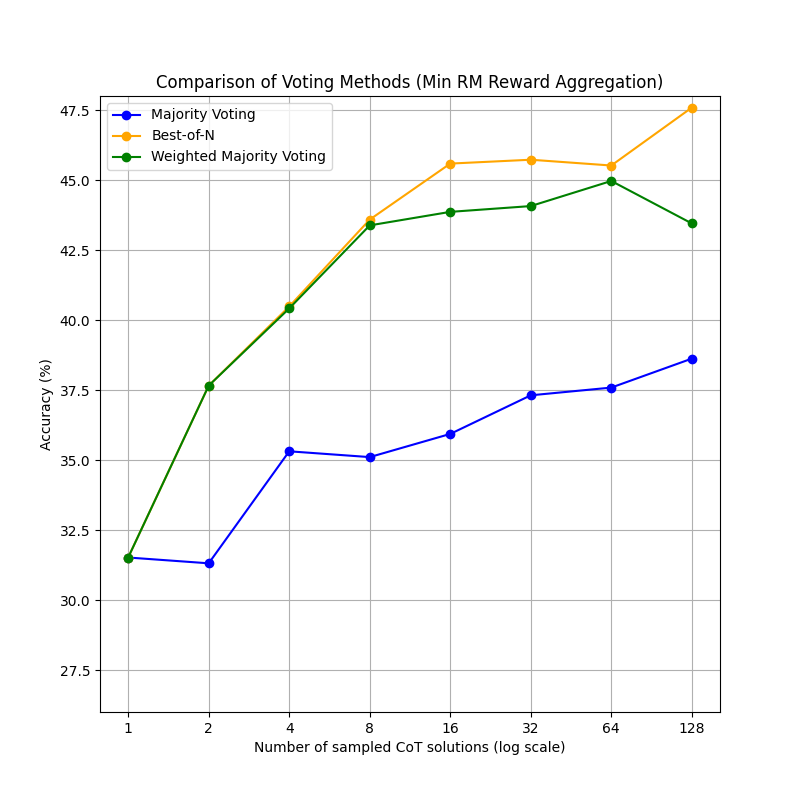 Comparison of Voting Methods (Min RM Reward Aggregation)
Majority Voting
Best-of-N
Weighted Majority Voting
47.5
45.0
42.5
40.0
37.5
35.0
32.5
30.0
27.5
Accuracy (%)
1 2 4 8 16 32 64 128
Number of sampled CoT solutions (log scale)